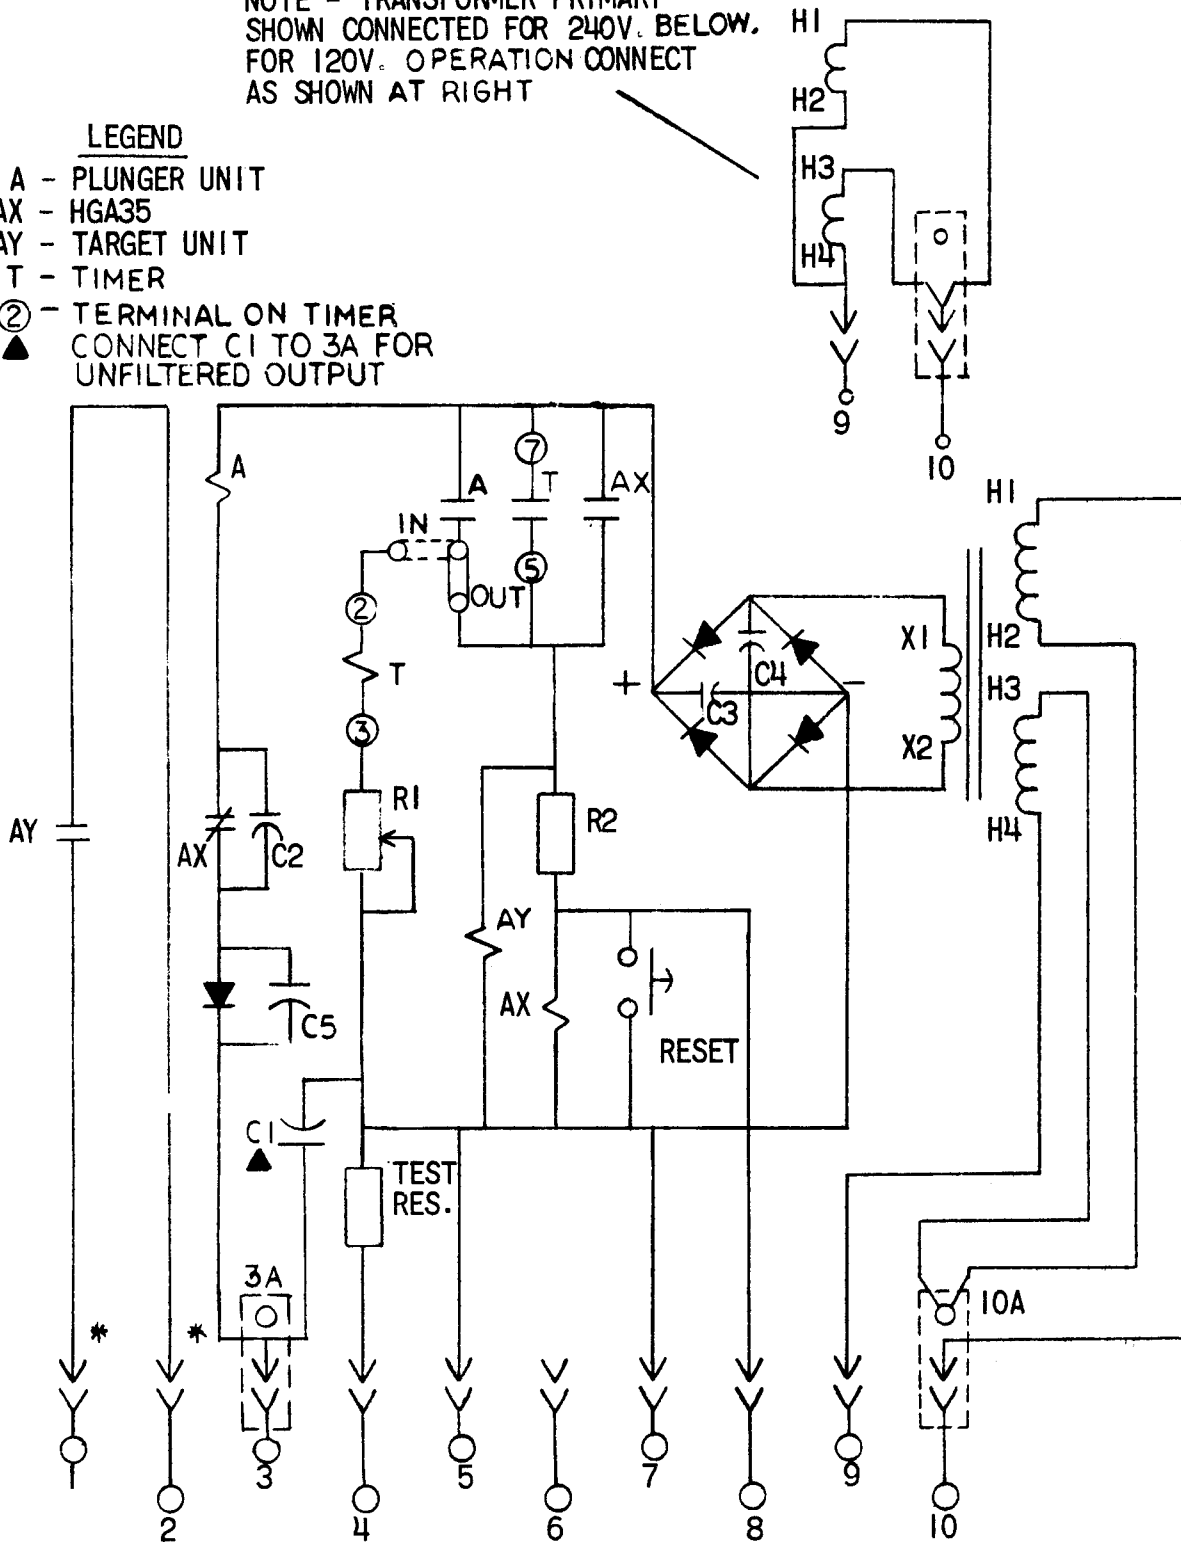 NOTE - TRANSFORMER PRIMARY
SHOWN CONNECTED FOR 240V. BELOW.
FOR 120V. OPERATION CONNECT
AS SHOWN AT RIGHT
LEGEND
A - PLUNGER UNIT
AX - HGA35
AY - TARGET UNIT
T - TIMER
2 - TERMINAL ON TIMER
▲ CONNECT C1 TO 3A FOR
UNFILTERED OUTPUT
H1
H2
H3
H4
9
10
A
A
7
T
AX
IN
5
OUT
2
T
3
R1
+
-
C4
C3
X1
X2
H1
H2
H3
H4
AY
AX
C2
R2
AY
AX
C5
RESET
C1
▲
TEST
RES.
3A
10A
*
*
1
2
3
4
5
6
7
8
9
10